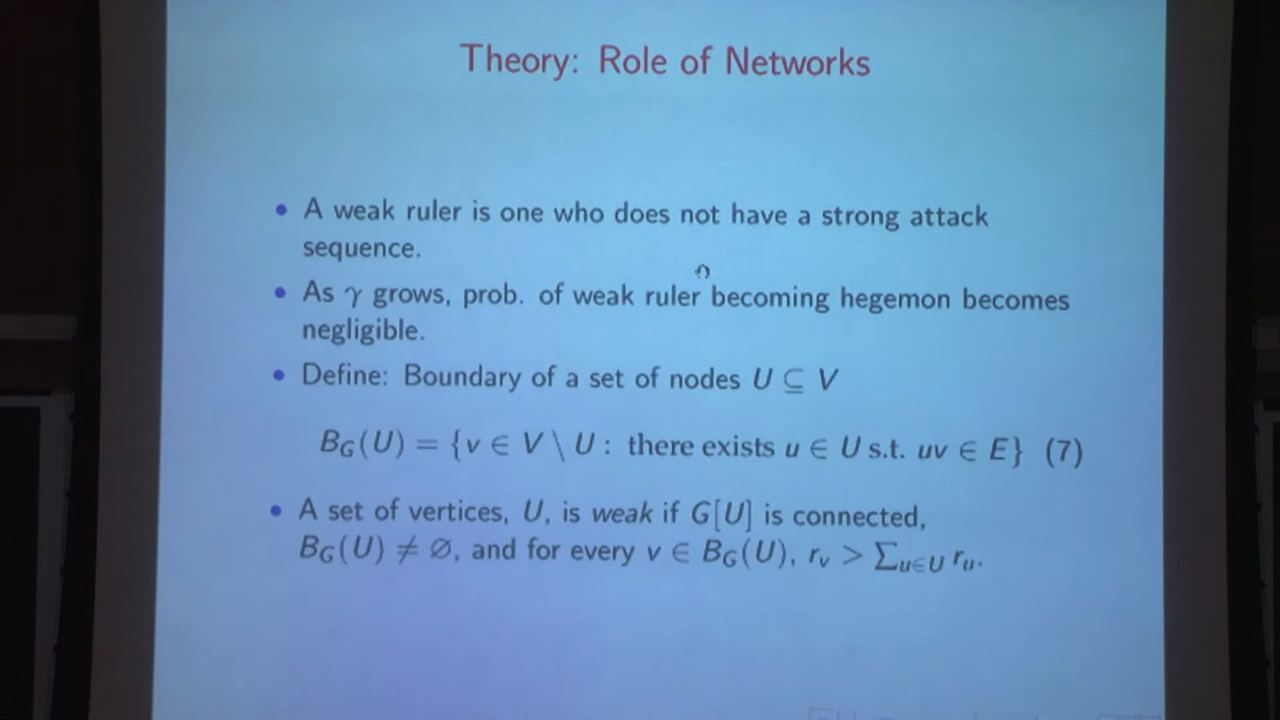 Theory: Role of Networks
• A weak ruler is one who does not have a strong attack
sequence.
• As γ grows, prob. of weak ruler becoming hegemon becomes
negligible.
• Define: Boundary of a set of nodes U ⊆ V
B_G(U) = {v ∈ V \ U : there exists u ∈ U s.t. uv ∈ E} (7)
• A set of vertices, U, is weak if G[U] is connected,
B_G(U) ≠ ∅, and for every v ∈ B_G(U), r_v > ∑_{u∈U} r_u.